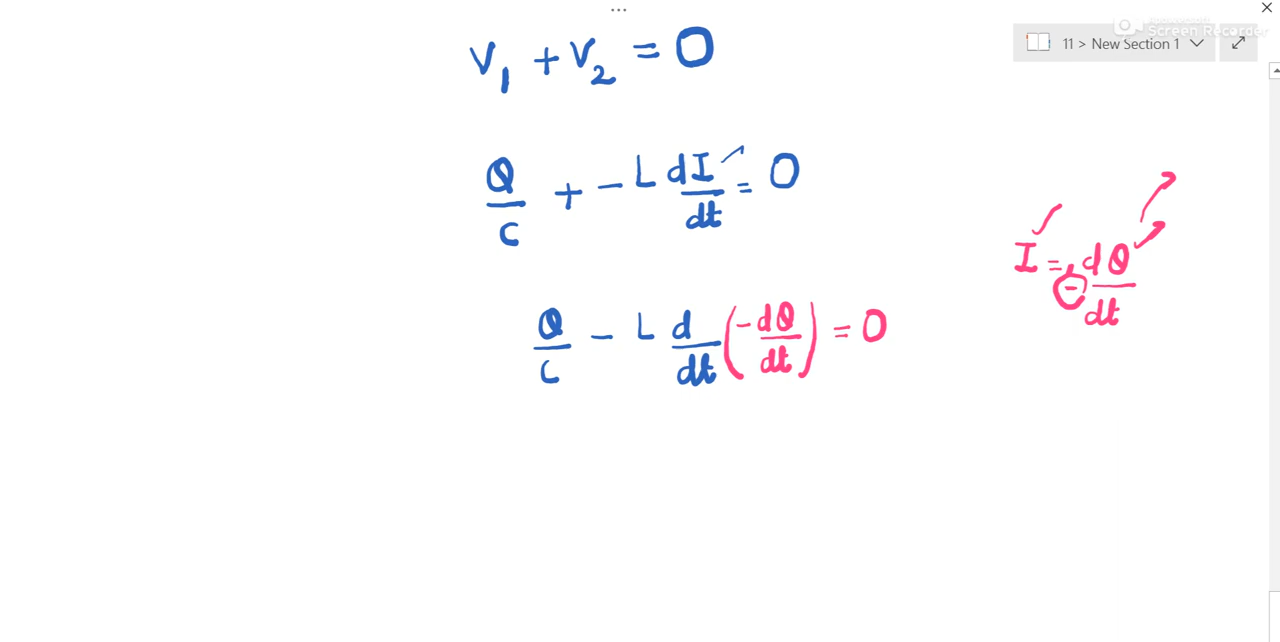 ...
Screen Recorder
11 > New Section 1
V₁ + V₂ = 0
Q/C + - L dI/dt = 0
I = - dQ/dt
Q/C - L d/dt (- dQ/dt) = 0